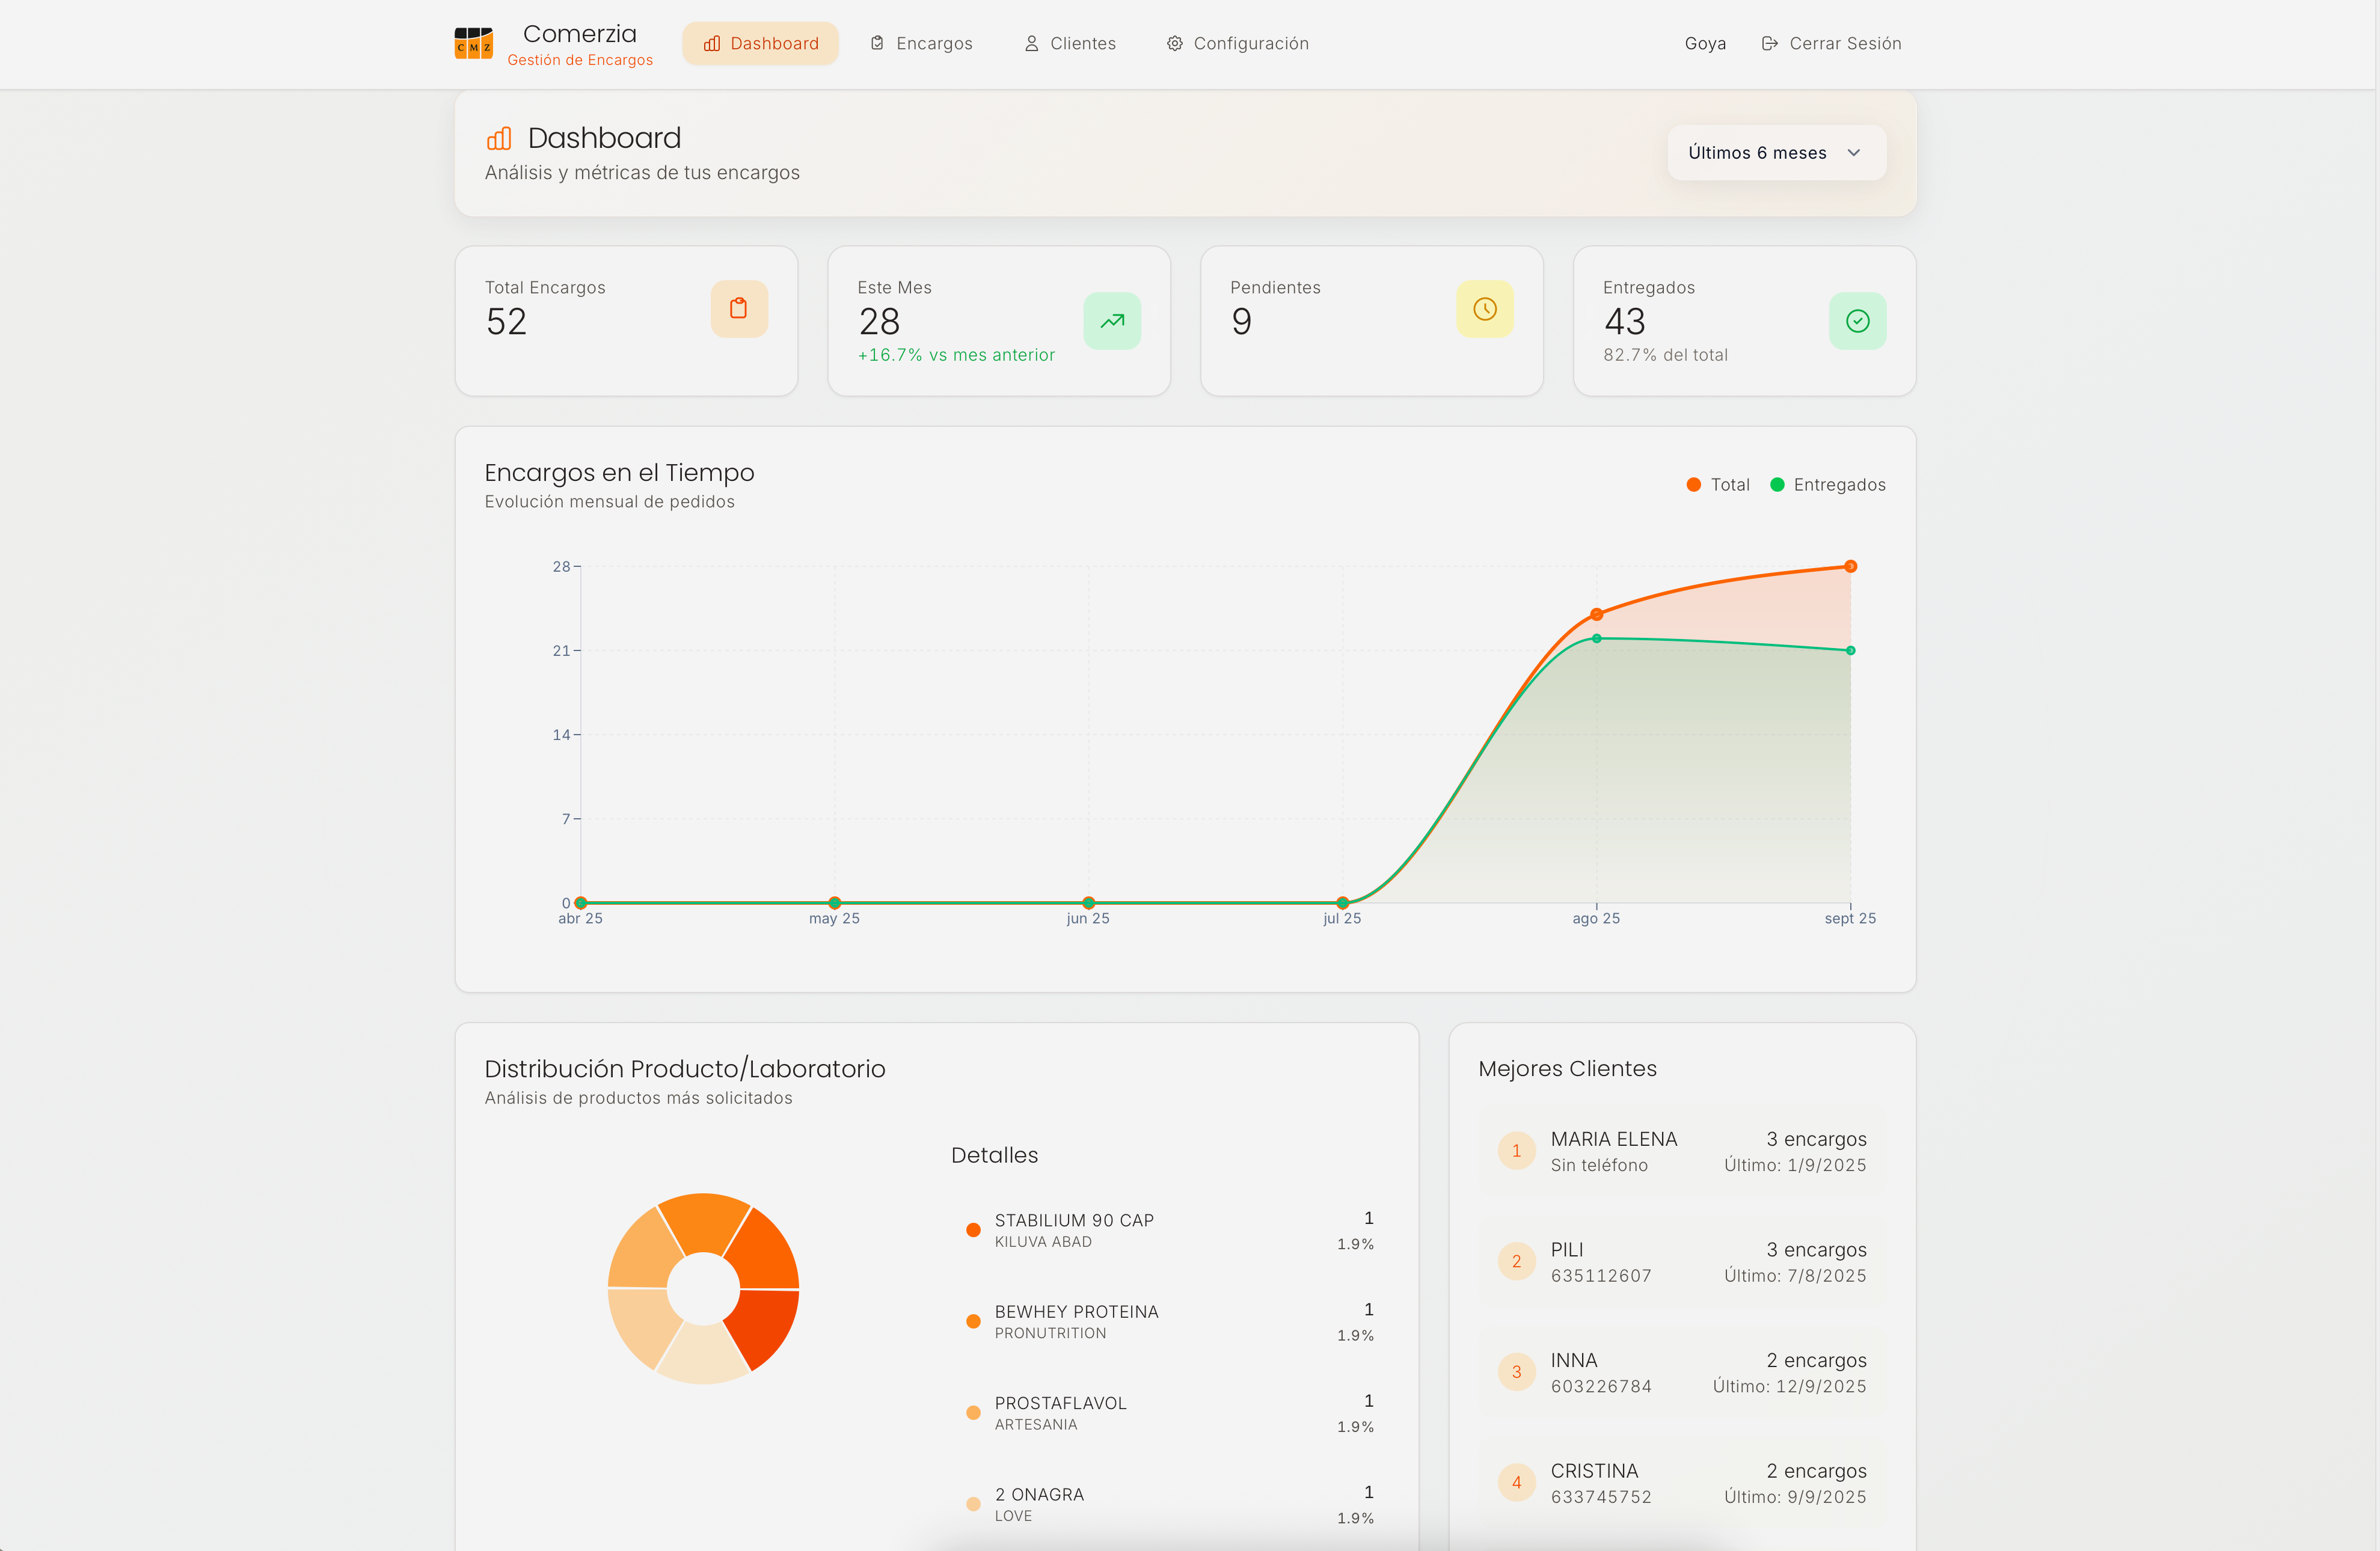 C M Z
Comerzia
Gestión de Encargos
Dashboard
Encargos
Clientes
Configuración
Goya
Cerrar Sesión
Dashboard
Análisis y métricas de tus encargos
Últimos 6 meses
Total Encargos
52
Este Mes
28
+16.7% vs mes anterior
Pendientes
9
Entregados
43
82.7% del total
Encargos en el Tiempo
Evolución mensual de pedidos
Total
Entregados
28
21
14
7
0
abr 25
may 25
jun 25
jul 25
ago 25
sept 25
Distribución Producto/Laboratorio
Análisis de productos más solicitados
Detalles
STABILIUM 90 CAP
KILUVA ABAD
1
1.9%
BEWHEY PROTEINA
PRONUTRITION
1
1.9%
PROSTAFLAVOL
ARTESANIA
1
1.9%
2 ONAGRA
LOVE
1
1.9%
Mejores Clientes
1
MARIA ELENA
Sin teléfono
3 encargos
Último: 1/9/2025
2
PILI
635112607
3 encargos
Último: 7/8/2025
3
INNA
603226784
2 encargos
Último: 12/9/2025
4
CRISTINA
633745752
2 encargos
Último: 9/9/2025